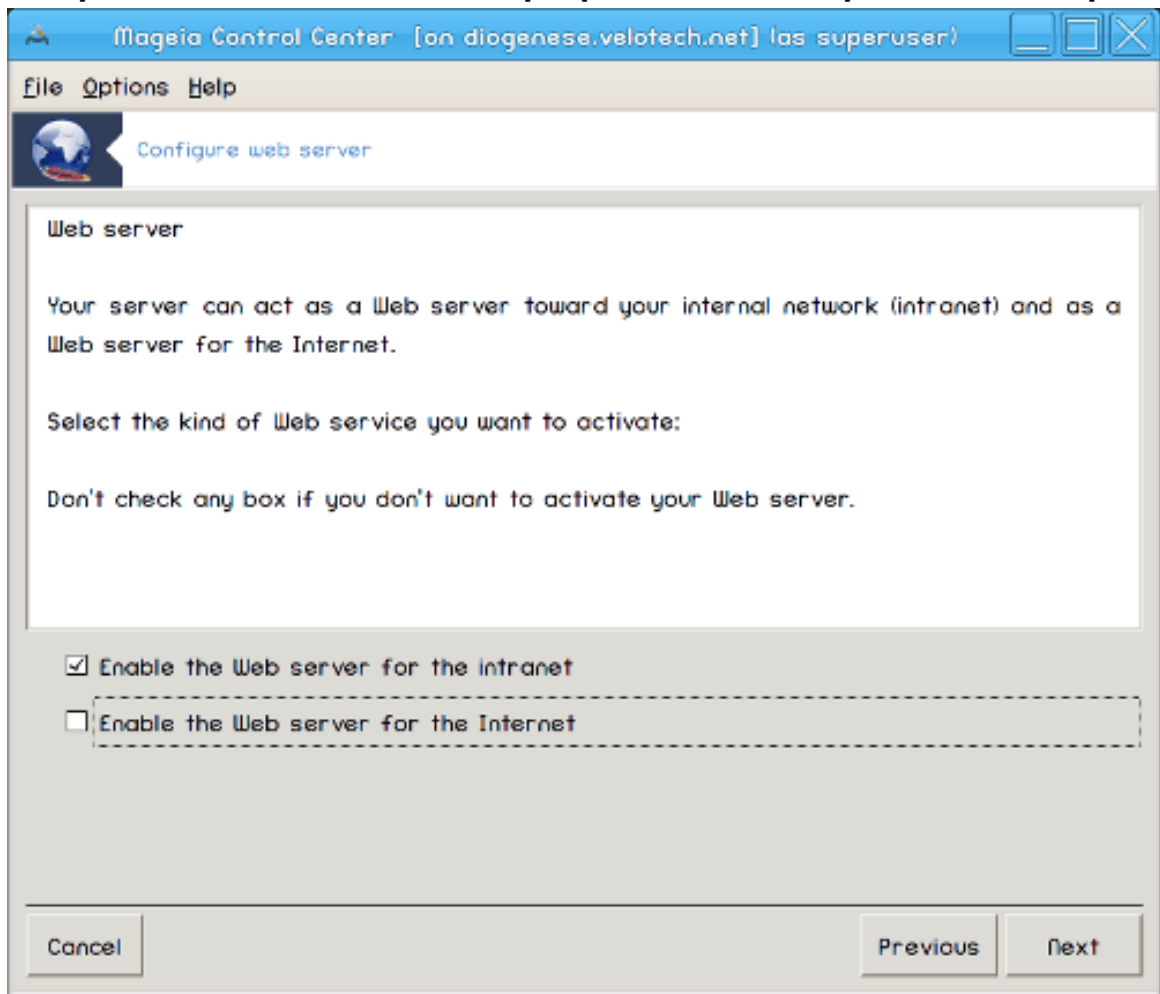 Mageia Control Center [on diogenese.velotech.net] (as superuser)
File Options Help
Configure web server
Web server
Your server can act as a Web server toward your internal network (intranet) and as a
Web server for the Internet.
Select the kind of Web service you want to activate:
Don't check any box if you don't want to activate your Web server.
Enable the Web server for the intranet
Enable the Web server for the Internet
Cancel Previous Next